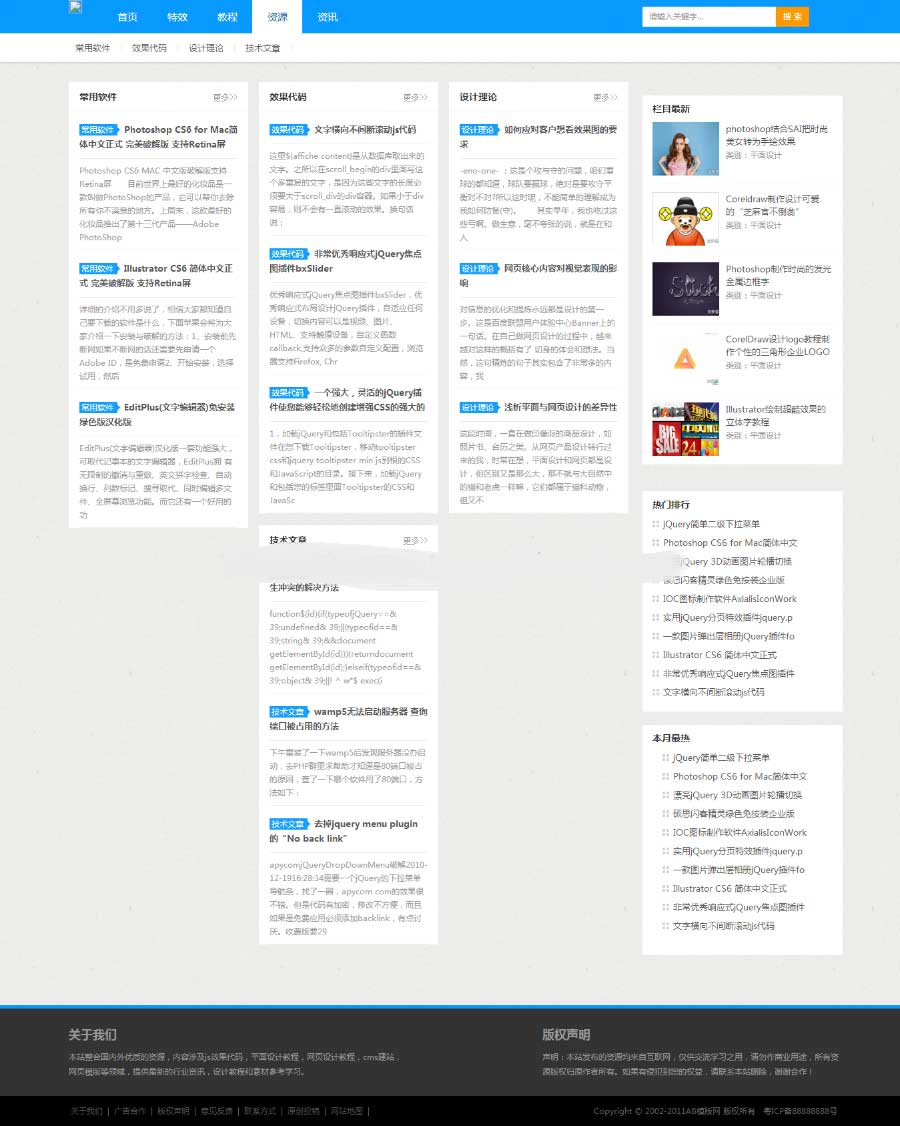 首页 特效 教程 资源 资讯
请输入关键字... 搜索
常用软件 效果代码 设计理论 技术文章
常用软件 更多>>
常用软件 Photoshop CS6 for Mac简
体中文正式 完美破解版 支持Retina屏
Photoshop CS6 MAC 中文版破解版支持
Retina屏 目前世界上最好的化妆品是一
款叫做PhotoShop的产品，它可以帮你去除
所有你不满意的地方。上周末，这款最好的
化妆品推出了第十三代产品——Adobe
PhotoShop
常用软件 Illustrator CS6 简体中文正
式 完美破解版 支持Retina屏
详细的介绍不用多说了，相信大家都知道自
己要下载的软件是什么，下面苹果会将为大
家介绍一下安装与破解的方法：1、安装前先
断网如果不断网的话还需要先申请一个
Adobe ID，是免费申请2、开始安装，选择
试用，然后
常用软件 EditPlus(文字编辑器)免安装
绿色版汉化版
EditPlus(文字编辑器)汉化版一套功能强大，
可取代记事本的文字编辑器，EditPlus拥 有
无限制的撤消与重做、英文拼字检查、自动
换行、列数标记、搜寻取代、同时编辑多文
件、全屏幕浏览功能。而它还有一个好用的
功
效果代码 更多>>
效果代码 文字横向不间断滚动js代码
这里${affiche content}是从数据库取出来的
文字。之所以在scroll_begin的div里面写这
个多重复的文字，是因为这些文字的长度必
须要大于scroll_div的div容器。如果小于div
容易，则不会有一直滚动的效果。换句话
说：
效果代码 非常优秀响应式jQuery焦点
图插件bxSlider
优秀响应式jQuery焦点图插件bxSlider，优
秀响应式布局设计jQuery插件，自适应任何
设备，切换内容可以是视频、图片、
HTML、支持触摸设备，自定义函数
callback,支持众多的参数自定义配置，浏览
器支持Firefox, Chr
效果代码 一个强大，灵活的jQuery插
件使您能够轻松地创建增强CSS的强大的
1，加载jQuery和包括Tooltipster的插件文
件在您下载Tooltipster，移动tooltipster
css和jquery tooltipster min js到根的CSS
和JavaScript的目录。接下来，加载jQuery
和包括您的标签里面Tooltipster的CSS和
JavaSc
设计理论 更多>>
设计理论 如何应对客户想看效果图的要
求
-eno-one- ：这是个攻与守的问题，咱们看
球的都知道，球队要赢球，绝对是要攻守平
衡对不对?所以这时呢，不能简单的理解成为
我如何防备(守)。 其实早年，我也吃过这
些亏啊。做生意，毫不夸张的说，就是在和
人
设计理论 网页核心内容对视觉表现的影
响
对信息的优化和提炼永远都是设计的第一
步。这是百度联盟用户体验中心Banner上的
一句话。在自己做网页设计的过程中，越来
越对这样的概括有了 切身的体会和想法。当
然，这句精炼的句子其实包含了非常多的内
容，我
设计理论 浅析平面与网页设计的差异性
这段时间，一直在做贝曼派的商品设计，如
照片书、台历之类。从网页产品设计转行过
来的我，时常在想，平面设计和网页都是设
计，但区别又是那么大，那不就与大自然中
的猫和老虎一样嘛，它们都属于猫科动物，
但又不
技术文章 更多>>
生冲突的解决方法
function$(id){if(typeofjQuery==&
39;undefined& 39;||(typeofid==&
39;string& 39;&&document
getElementById(id))){returndocument
getElementById(id);}elseif(typeofid==&
39;object& 39;||! ^ w*$ exec(i
技术文章 wamp5无法启动服务器 查询
端口被占用的方法
下午重装了一下wamp5后发现服务器没办启
动，去PHP群里求帮助才知道是80端口被占
的原因，查了一下哪个软件用了80端口，方
法如下：
技术文章 去掉jquery menu plugin
的“No back link”
apycomjQueryDropDownMenu破解2010-
12-1916:28:34需要一个jQuery的下拉菜单
导航条，找了一圈，apycom com的效果很
不错。但是代码有加密，修改不方便，而且
如果是免费应用必须添加backlink，有点讨
厌。收费版要29
栏目最新
photoshop结合SAI把时尚
美女转为手绘效果
类别：平面设计
Coreldraw制作设计可爱
的“芝麻官不倒翁”
类别：平面设计
Photoshop制作时尚的发光
金属边框字
类别：平面设计
CorelDraw设计logo教程制
作个性的三角形企业LOGO
类别：平面设计
Illustrator绘制超酷效果的
立体字教程
类别：平面设计
热门排行
jQuery简单二级下拉菜单
Photoshop CS6 for Mac简体中文
jQuery 3D动画图片轮播切换
硕思闪客精灵绿色免安装企业版
IOC图标制作软件AxialisIconWork
实用jQuery分页特效插件jquery.p
一款图片弹出层相册jQuery插件fo
Illustrator CS6 简体中文正式
非常优秀响应式jQuery焦点图插件
文字横向不间断滚动js代码
本月最热
jQuery简单二级下拉菜单
Photoshop CS6 for Mac简体中文
漂亮jQuery 3D动画图片轮播切换
硕思闪客精灵绿色免安装企业版
IOC图标制作软件AxialisIconWork
实用jQuery分页特效插件jquery.p
一款图片弹出层相册jQuery插件fo
Illustrator CS6 简体中文正式
非常优秀响应式jQuery焦点图插件
文字横向不间断滚动js代码
关于我们
本站整合国内外优质的资源，内容涉及js效果代码，平面设计教程，网页设计教程，cms建站，
网页模版等领域，提供最新的行业资讯，设计教程和素材参考学习。
版权声明
声明：本站发布的资源均来自互联网，仅供交流学习之用，请勿作商业用途，所有资
源版权归原作者所有。如果有侵犯到您的权益，请联系本站删除，谢谢合作！
关于我们 | 广告合作 | 版权声明 | 意见反馈 | 联系方式 | 原创投稿 | 网站地图 |
Copyright © 2002-2011AB模版网 版权所有 粤ICP备88888888号